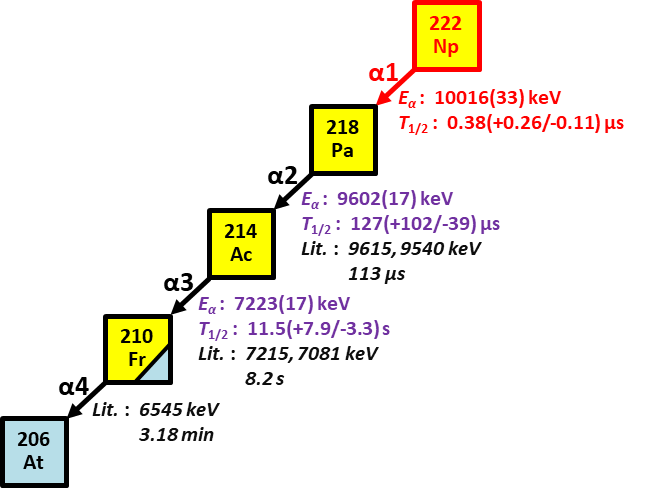 222
Np
α1
Eα : 10016(33) keV
T1/2 : 0.38(+0.26/-0.11) µs
218
Pa
α2
Eα : 9602(17) keV
T1/2 : 127(+102/-39) µs
Lit. : 9615, 9540 keV
113 µs
214
Ac
α3
Eα : 7223(17) keV
T1/2 : 11.5(+7.9/-3.3) s
Lit. : 7215, 7081 keV
8.2 s
210
Fr
α4
Lit. : 6545 keV
3.18 min
206
At